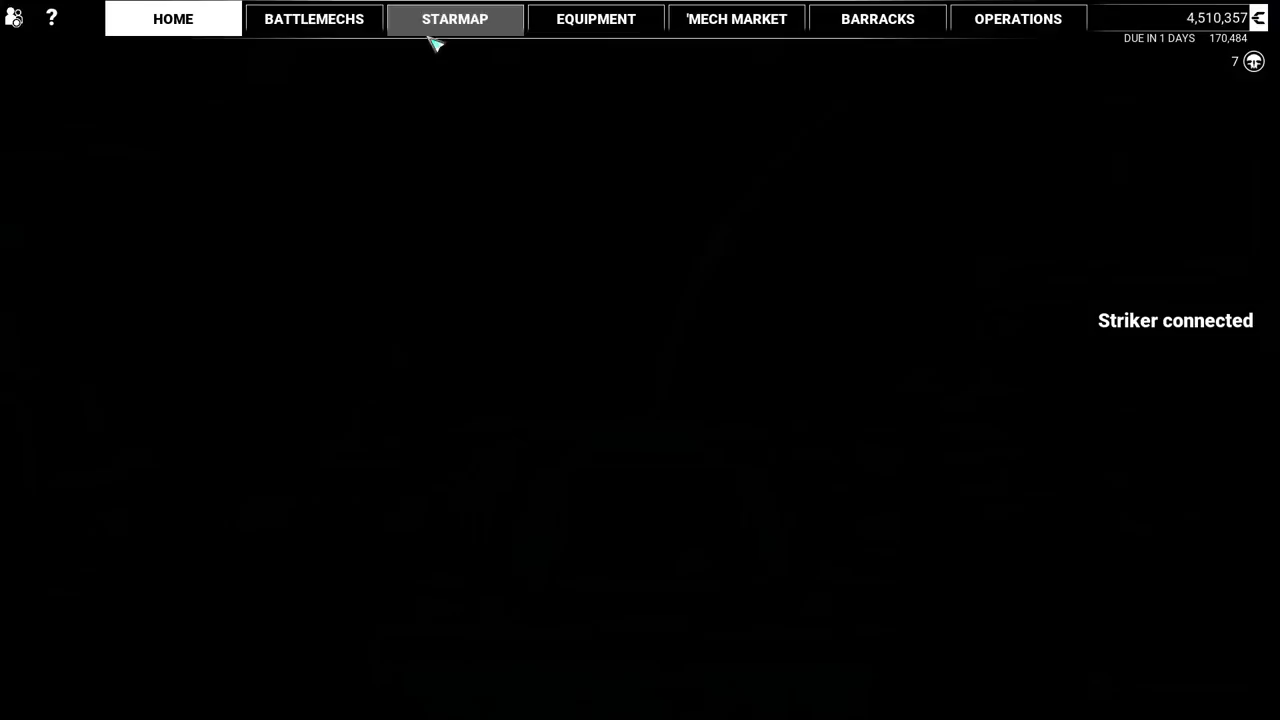 ?
HOME
BATTLEMECHS
STARMAP
EQUIPMENT
'MECH MARKET
BARRACKS
OPERATIONS
4,510,357
DUE IN 1 DAYS 170,484
7
Striker connected